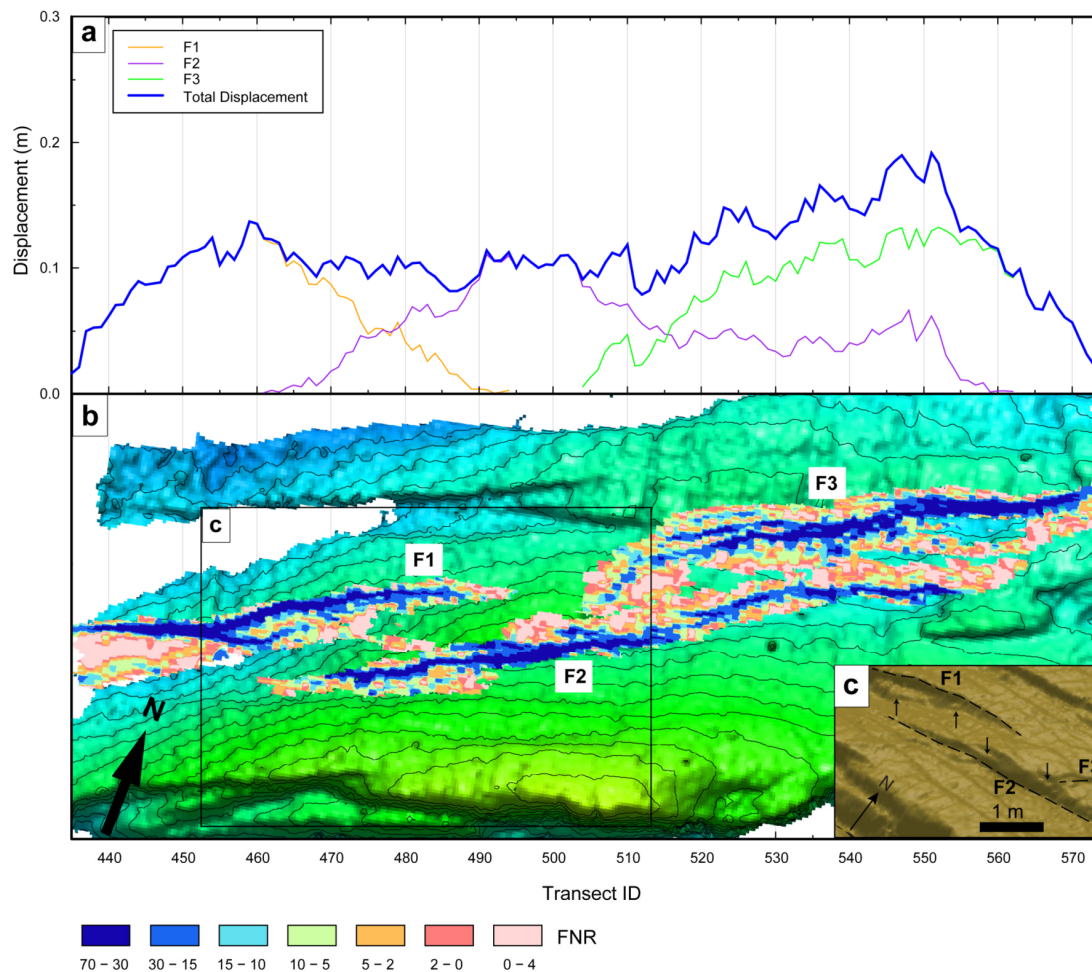 a
0.3
0.2
0.1
0.0
Displacement (m)
F1
F2
F3
Total Displacement
b
c
F1
F2
F3
N
c
F1
F2
N
1 m
440 450 460 470 480 490 500 510 520 530 540 550 560 570
Transect ID
FNR
70 – 30 30 – 15 15 – 10 10 – 5 5 – 2 2 – 0 0 – 4